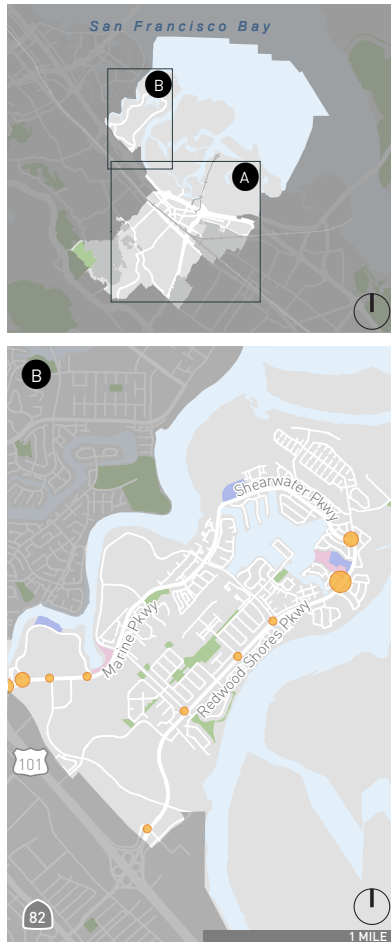 San Francisco Bay
B
A
B
Shearwater Pkwy
Marine Pkwy
Redwood Shores Pkwy
101
82
1 MILE